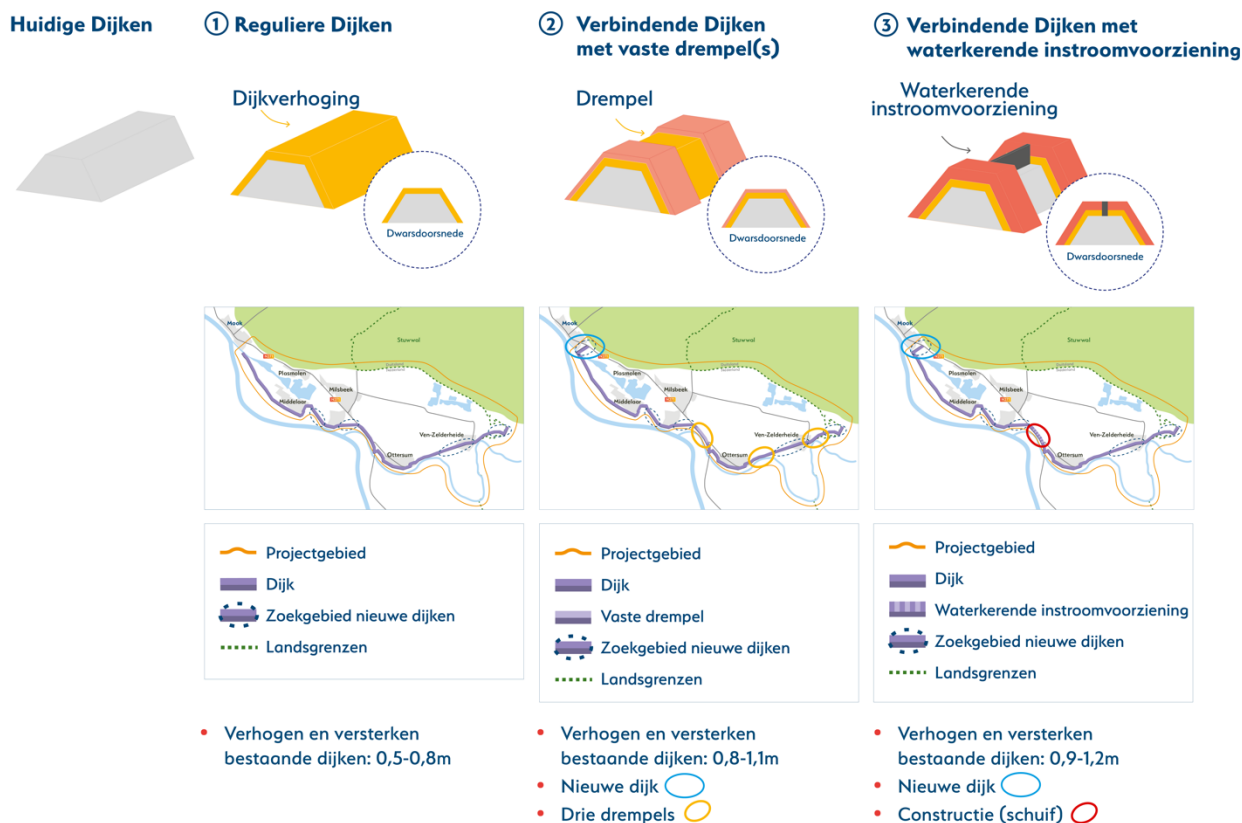 Huidige Dijken
① Reguliere Dijken
Dijkverhoging
Dwarsdoorsnede
② Verbindende Dijken
met vaste drempel(s)
Drempel
Dwarsdoorsnede
③ Verbindende Dijken met
waterkerende instroomvoorziening
Waterkerende
instroomvoorziening
Dwarsdoorsnede
Mook
Stuwwal
Plasmolen
Milsbeek
Middelaar
Ven-Zelderheide
Ottersum
Mook
Stuwwal
Plasmolen
Milsbeek
Middelaar
Ven-Zelderheide
Ottersum
Mook
Stuwwal
Plasmolen
Milsbeek
Middelaar
Ven-Zelderheide
Ottersum
Projectgebied
Dijk
Zoekgebied nieuwe dijken
Landsgrenzen
Projectgebied
Dijk
Vaste drempel
Zoekgebied nieuwe dijken
Landsgrenzen
Projectgebied
Dijk
Waterkerende instroomvoorziening
Zoekgebied nieuwe dijken
Landsgrenzen
• Verhogen en versterken
bestaande dijken: 0,5-0,8m
• Verhogen en versterken
bestaande dijken: 0,8-1,1m
• Nieuwe dijk
• Drie drempels
• Verhogen en versterken
bestaande dijken: 0,9-1,2m
• Nieuwe dijk
• Constructie (schuif)